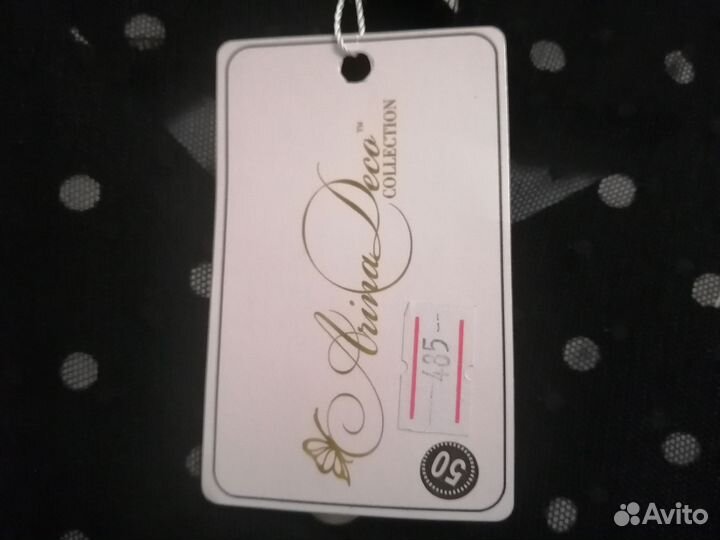 Arina Deco™
COLLECTION
485--
50
Avito